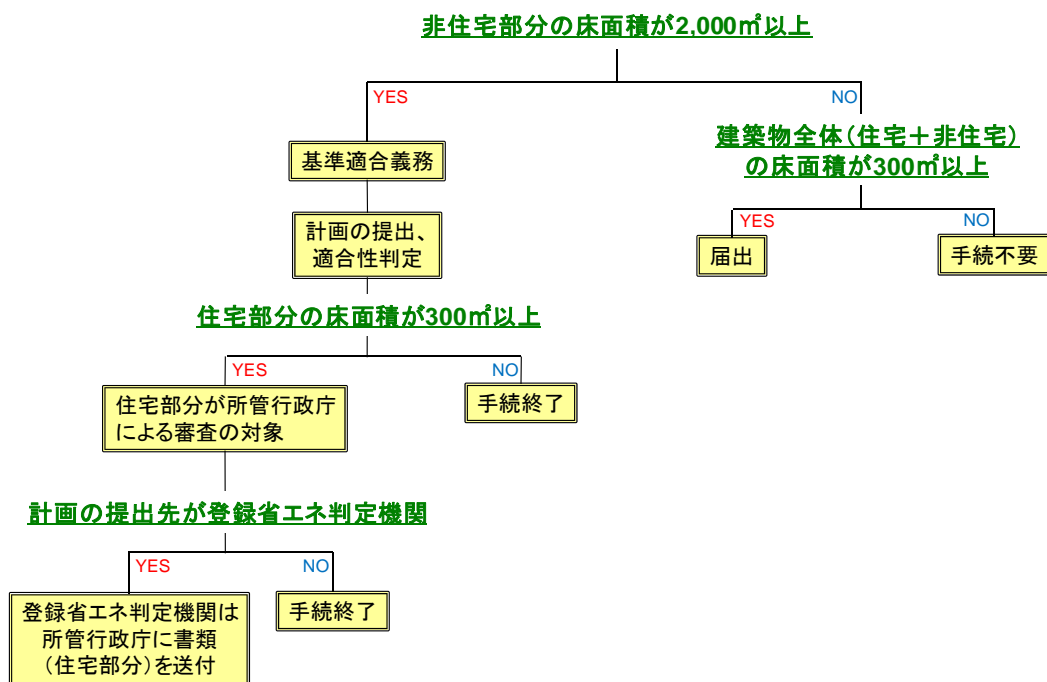 非住宅部分の床面積が2,000㎡以上
YES
NO
基準適合義務
建築物全体(住宅+非住宅)
の床面積が300㎡以上
計画の提出、
適合性判定
YES
NO
届出
手続不要
住宅部分の床面積が300㎡以上
YES
NO
住宅部分が所管行政庁
による審査の対象
手続終了
計画の提出先が登録省エネ判定機関
YES
NO
登録省エネ判定機関は
所管行政庁に書類
(住宅部分)を送付
手続終了